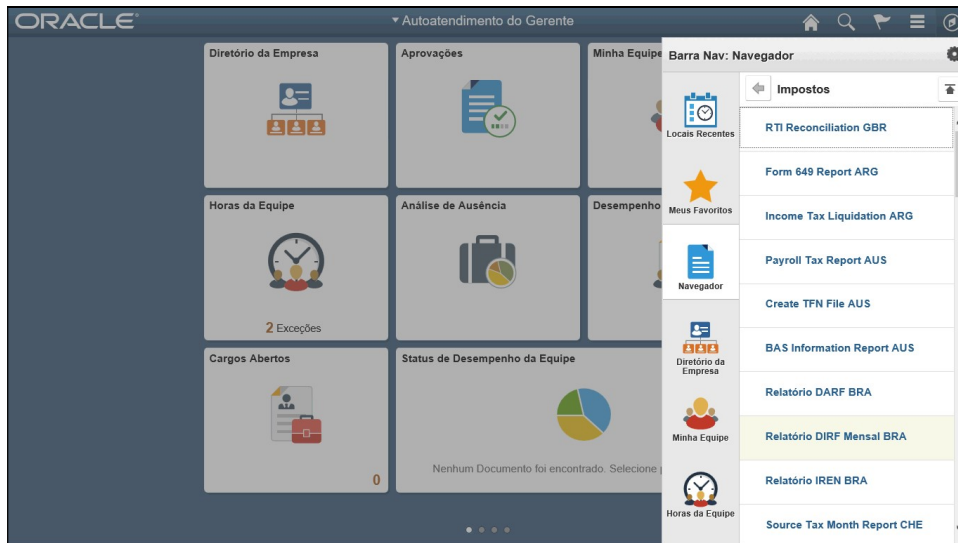 ORACLE
Autoatendimento do Gerente
Diretório da Empresa
Aprovações
Minha Equipe
Horas da Equipe
2 Exceções
Análise de Ausência
Desempenho
Cargos Abertos
0
Status de Desempenho da Equipe
Nenhum Documento foi encontrado. Selecione
Barra Nav: Navegador
Locais Recentes
Meus Favoritos
Navegador
Diretório da
Empresa
Minha Equipe
Horas da Equipe
Impostos
RTI Reconciliation GBR
Form 649 Report ARG
Income Tax Liquidation ARG
Payroll Tax Report AUS
Create TFN File AUS
BAS Information Report AUS
Relatório DARF BRA
Relatório DIRF Mensal BRA
Relatório IREN BRA
Source Tax Month Report CHE